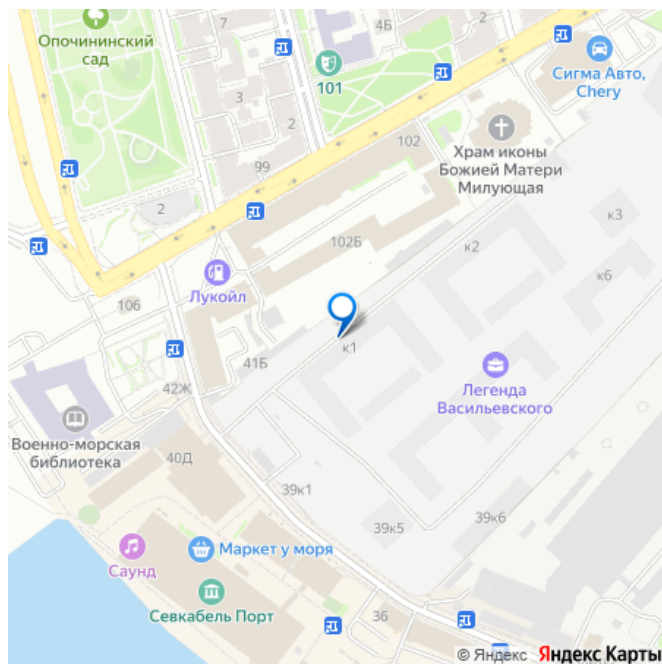 7
4Б
Опочининский
сад
101
Сигма Авто,
Chery
3
2
102
99
Храм иконы
Божией Матери
Милующая
2
к3
102Б
к2
к6
Лукойл
106
к1
41Б
42Ж
Легенда
Васильевского
Военно-морская
библиотека
40Д
39к1
39к6
39к5
Саунд
Маркет у моря
Севкабель Порт
36
© Яндекс Яндекс Карты